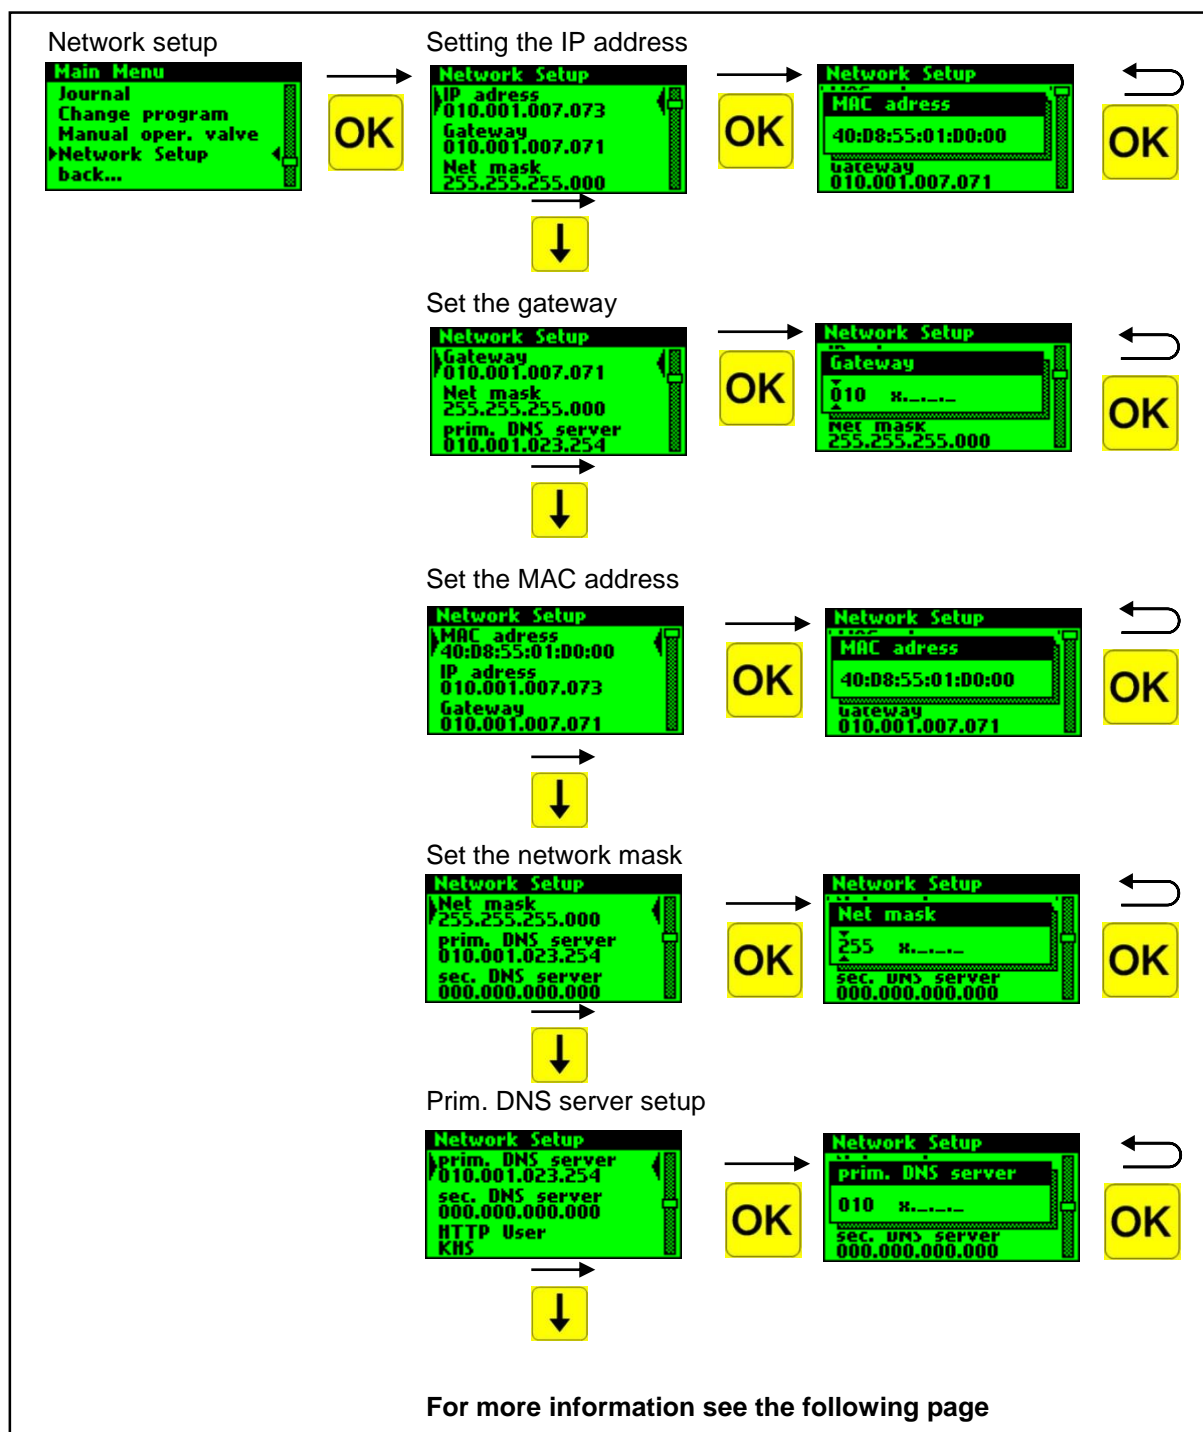 Network setup
Main Menu
Journal
Change program
Manual oper. valve
Network Setup
back...
OK
Setting the IP address
Network Setup
IP adress
010.001.007.073
Gateway
010.001.007.071
Net mask
255.255.255.000
OK
Network Setup
MAC adress
40:D8:55:01:D0:00
Gateway
010.001.007.071
OK
Set the gateway
Network Setup
Gateway
010.001.007.071
Net mask
255.255.255.000
prim. DNS server
010.001.023.254
OK
Network Setup
Gateway
010 x._._._
Net mask
255.255.255.000
OK
Set the MAC address
Network Setup
MAC adress
40:D8:55:01:D0:00
IP adress
010.001.007.073
Gateway
010.001.007.071
OK
Network Setup
MAC adress
40:D8:55:01:D0:00
Gateway
010.001.007.071
OK
Set the network mask
Network Setup
Net mask
255.255.255.000
prim. DNS server
010.001.023.254
sec. DNS server
000.000.000.000
OK
Network Setup
Net mask
255 x._._._
sec. DNS server
000.000.000.000
OK
Prim. DNS server setup
Network Setup
prim. DNS server
010.001.023.254
sec. DNS server
000.000.000.000
HTTP User
KHS
OK
Network Setup
prim. DNS server
010 x._._._
sec. DNS server
000.000.000.000
OK
For more information see the following page